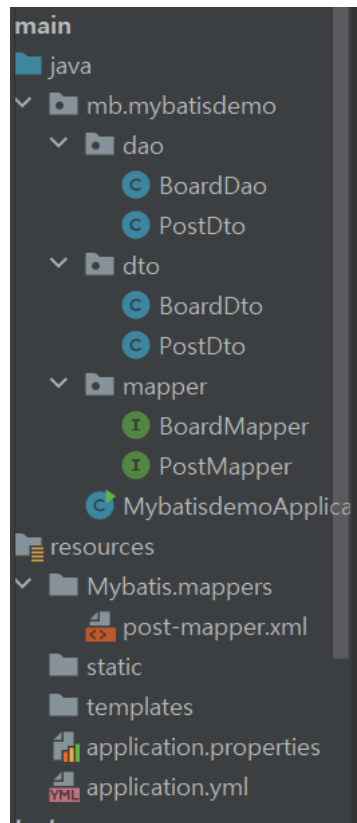 main
java
mb.mybatisdemo
dao
BoardDao
PostDto
dto
BoardDto
PostDto
mapper
BoardMapper
PostMapper
MybatisdemoApplica
resources
Mybatis.mappers
post-mapper.xml
static
templates
application.properties
application.yml